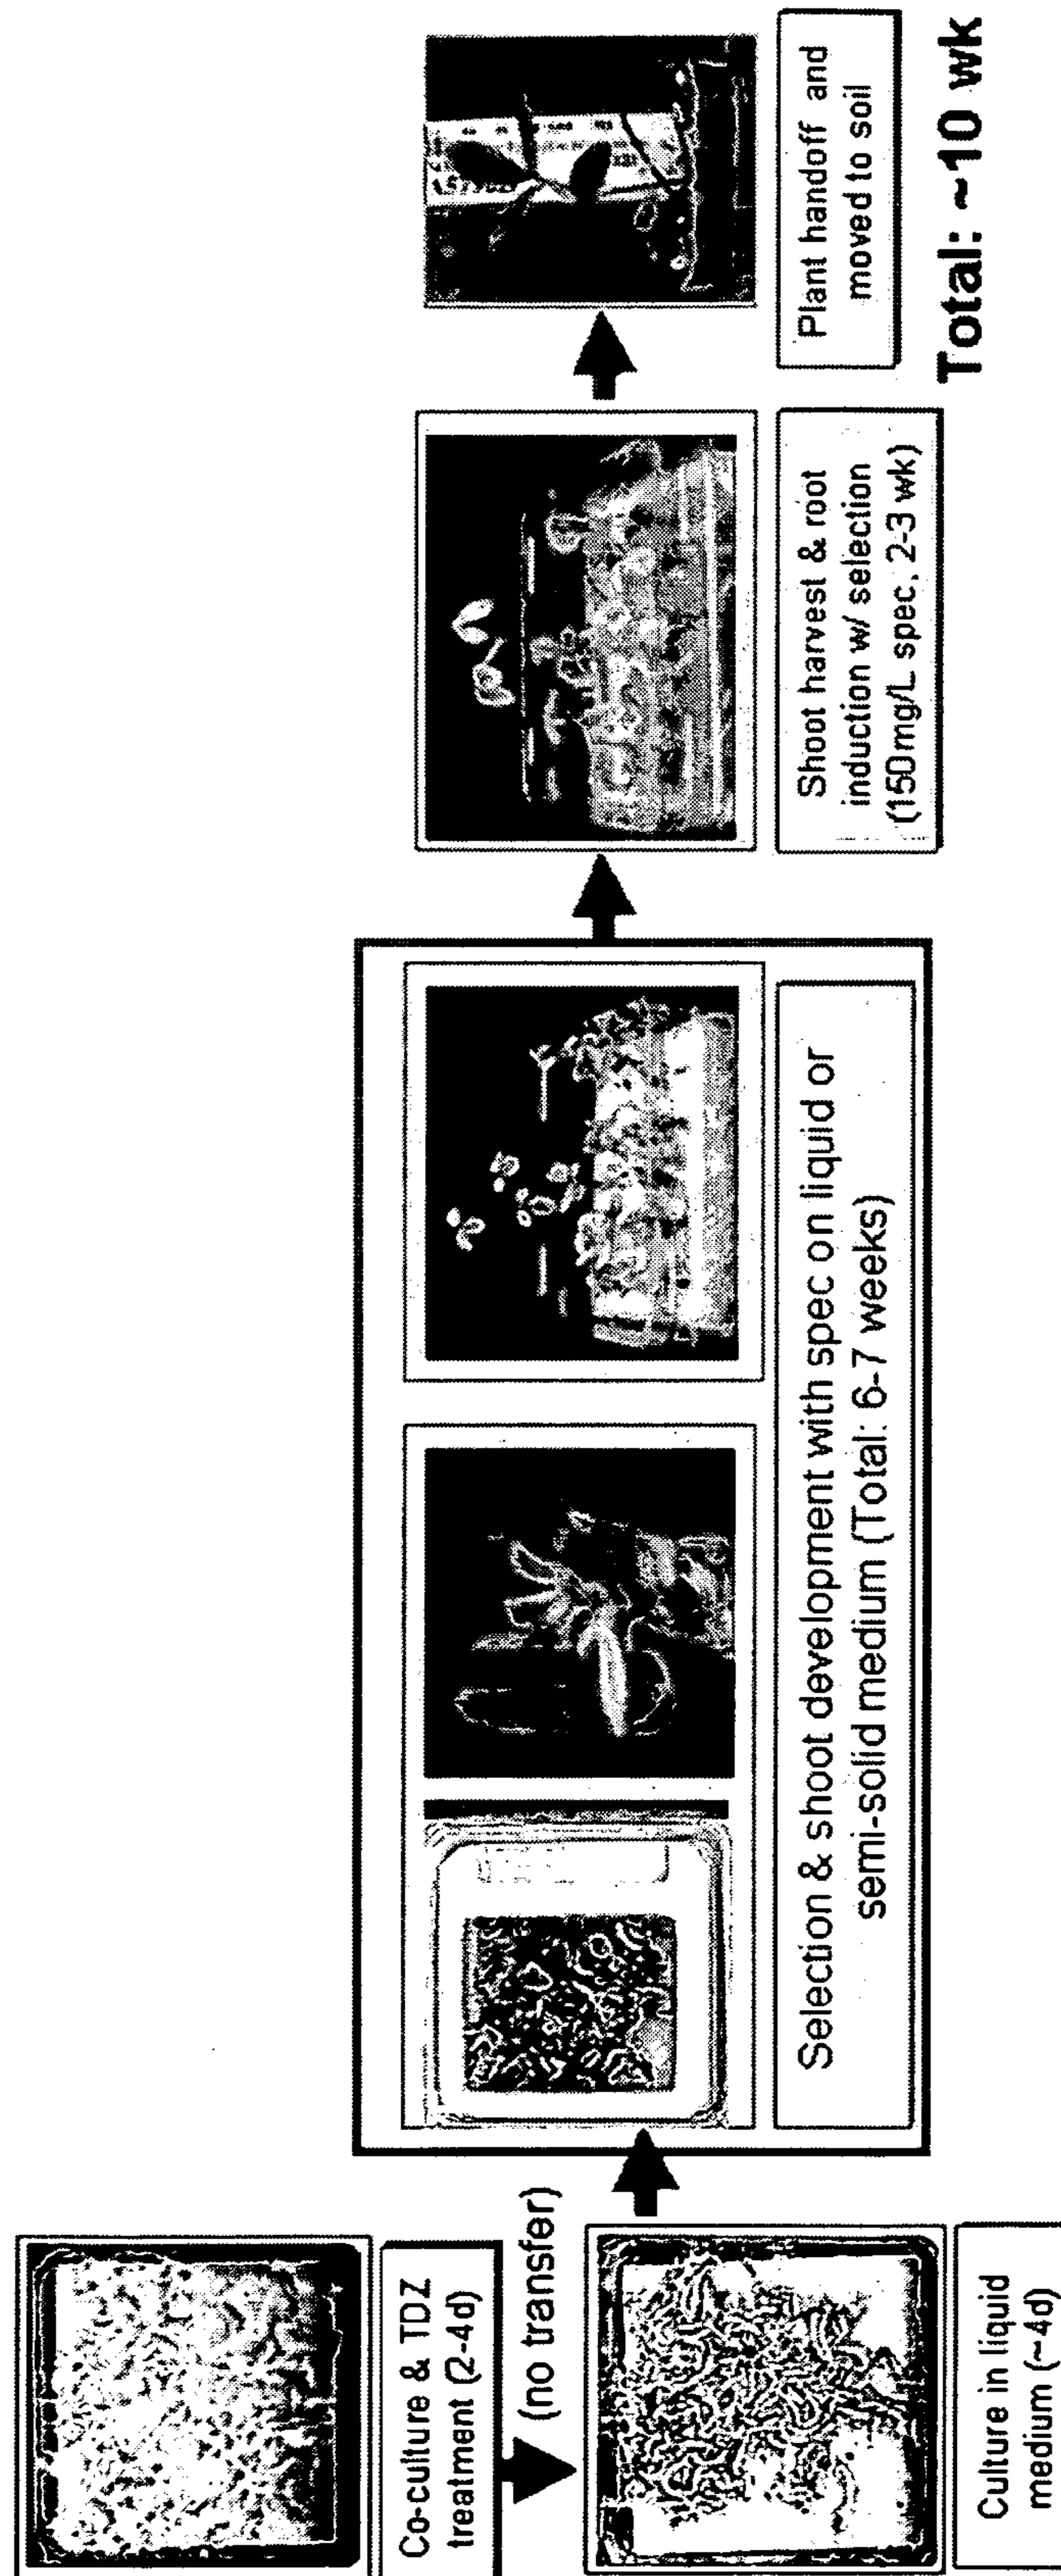 Co-culture & TDZ
treatment (2-4d)
(no transfer)
Culture in liquid
medium (~4d)
Selection & shoot development with spec on liquid or
semi-solid medium (Total: 6-7 weeks)
Shoot harvest & root
induction w/ selection
(150mg/L spec, 2-3 wk)
Plant handoff and
moved to soil
Total: ~10 wk